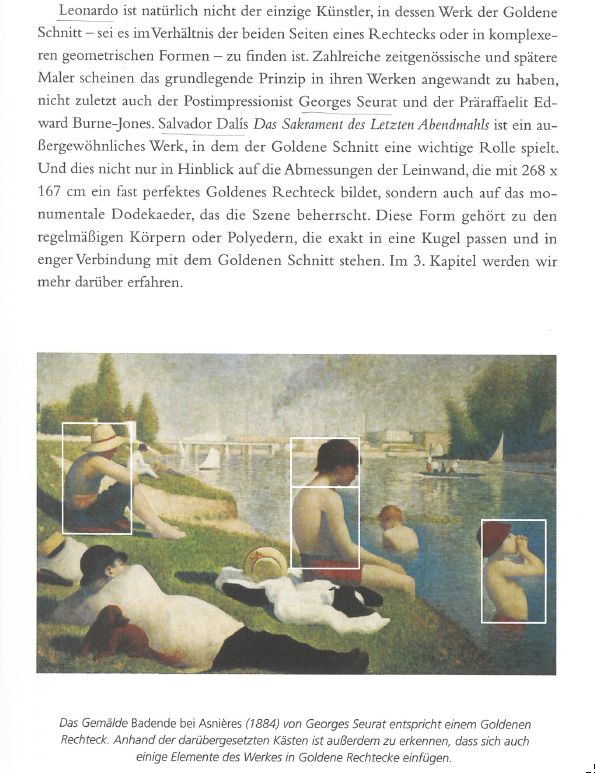 Leonardo ist natürlich nicht der einzige Künstler, in dessen Werk der Goldene
Schnitt – sei es im Verhältnis der beiden Seiten eines Rechtecks oder in komplexe-
ren geometrischen Formen – zu finden ist. Zahlreiche zeitgenössische und spätere
Maler scheinen das grundlegende Prinzip in ihren Werken angewandt zu haben,
nicht zuletzt auch der Postimpressionist Georges Seurat und der Präraffaelit Ed-
ward Burne-Jones. Salvador Dalís Das Sakrament des Letzten Abendmahls ist ein au-
ßergewöhnliches Werk, in dem der Goldene Schnitt eine wichtige Rolle spielt.
Und dies nicht nur in Hinblick auf die Abmessungen der Leinwand, die mit 268 x
167 cm ein fast perfektes Goldenes Rechteck bildet, sondern auch auf das mo-
numentale Dodekaeder, das die Szene beherrscht. Diese Form gehört zu den
regelmäßigen Körpern oder Polyedern, die exakt in eine Kugel passen und in
enger Verbindung mit dem Goldenen Schnitt stehen. Im 3. Kapitel werden wir
mehr darüber erfahren.
Das Gemälde Badende bei Asnières (1884) von Georges Seurat entspricht einem Goldenen
Rechteck. Anhand der darübergesetzten Kästen ist außerdem zu erkennen, dass sich auch
einige Elemente des Werkes in Goldene Rechtecke einfügen.